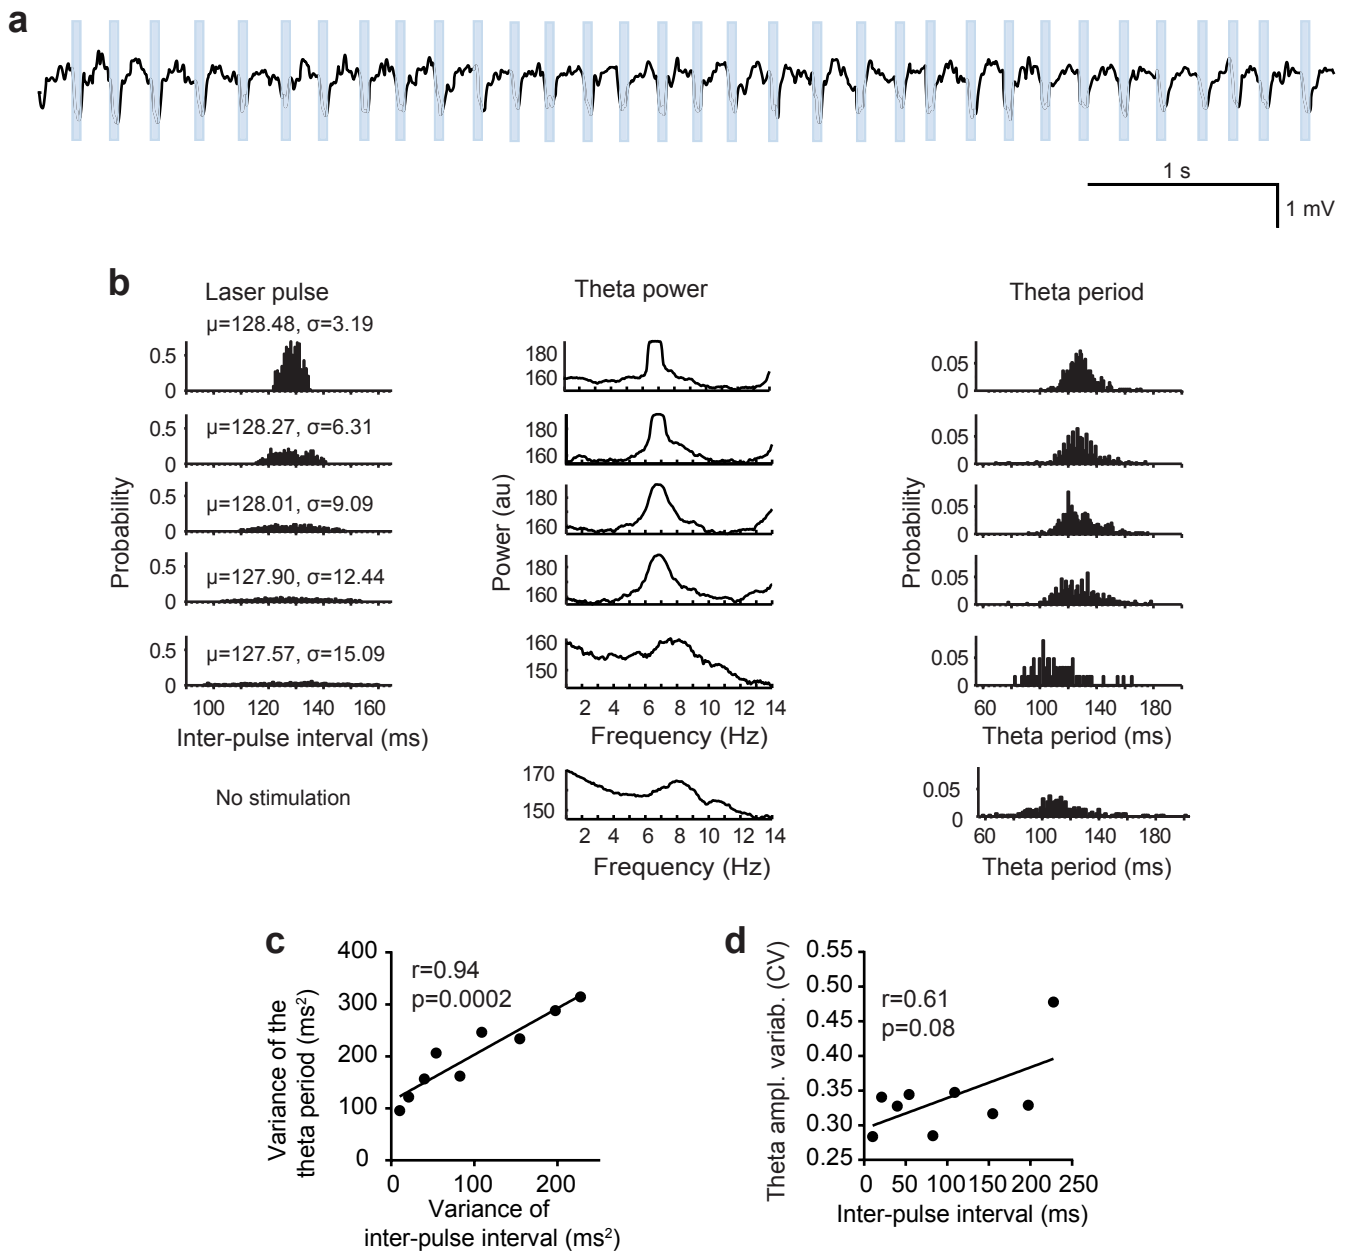 a
1 s
1 mV
b
Laser pulse
Theta power
Theta period
μ=128.48, σ=3.19
0.5
0
180
160
0.05
0
μ=128.27, σ=6.31
0.5
0
180
160
0.05
0
μ=128.01, σ=9.09
0.5
0
180
160
0.05
0
μ=127.90, σ=12.44
0.5
0
180
160
0.05
0
μ=127.57, σ=15.09
0.5
0
160
150
0.05
0
Probability
Power (au)
Probability
100 120 140 160
2 4 6 8 10 12 14
60 100 140 180
Inter-pulse interval (ms)
Frequency (Hz)
Theta period (ms)
No stimulation
170
150
0.05
0
2 4 6 8 10 12 14
60 100 140 180
Frequency (Hz)
Theta period (ms)
c
r=0.94
p=0.0002
400
300
200
100
0
Variance of the
theta period (ms²)
0 100 200
Variance of
inter-pulse interval (ms²)
d
r=0.61
p=0.08
0.55
0.50
0.45
0.40
0.35
0.30
0.25
Theta ampl. variab. (CV)
0 50 100 150 200 250
Inter-pulse interval (ms)